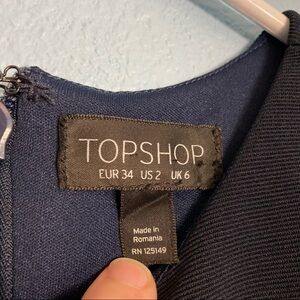 TOPSHOP
EUR 34 US 2 UK 6
Made in
Romania
RN 125149